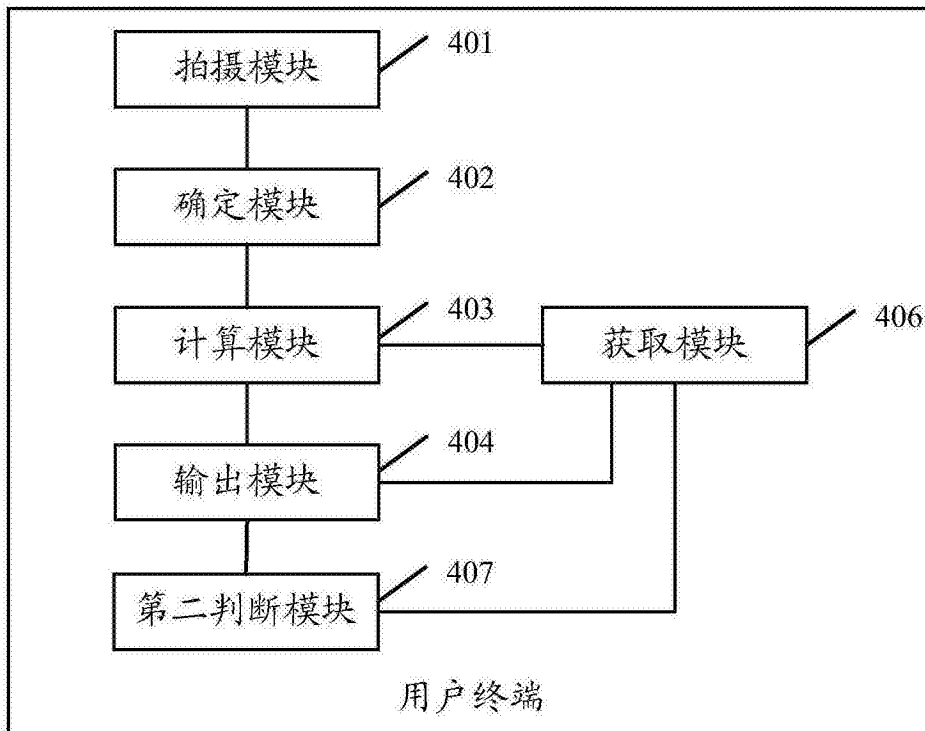 拍摄模块
401
确定模块
402
计算模块
403
获取模块
406
输出模块
404
第二判断模块
407
用户终端